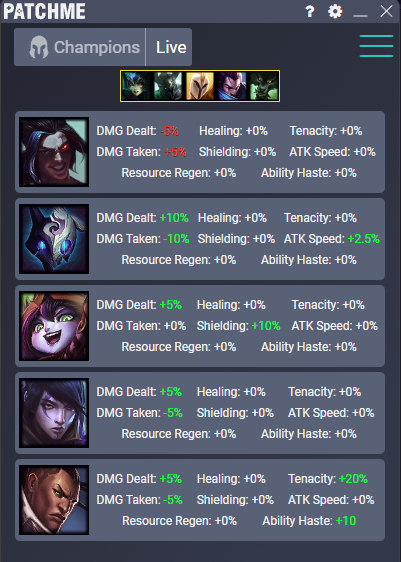 PATCHME
Champions Live
DMG Dealt: -5% Healing: +0% Tenacity: +0%
DMG Taken: +5% Shielding: +0% ATK Speed: +0%
Resource Regen: +0% Ability Haste: +0%
DMG Dealt: +10% Healing: +0% Tenacity: +0%
DMG Taken: -10% Shielding: +0% ATK Speed: +2.5%
Resource Regen: +0% Ability Haste: +0%
DMG Dealt: +5% Healing: +0% Tenacity: +0%
DMG Taken: +0% Shielding: +10% ATK Speed: +0%
Resource Regen: +0% Ability Haste: +0%
DMG Dealt: +5% Healing: +0% Tenacity: +0%
DMG Taken: -5% Shielding: +0% ATK Speed: +0%
Resource Regen: +0% Ability Haste: +0%
DMG Dealt: +5% Healing: +0% Tenacity: +20%
DMG Taken: -5% Shielding: +0% ATK Speed: +0%
Resource Regen: +0% Ability Haste: +10